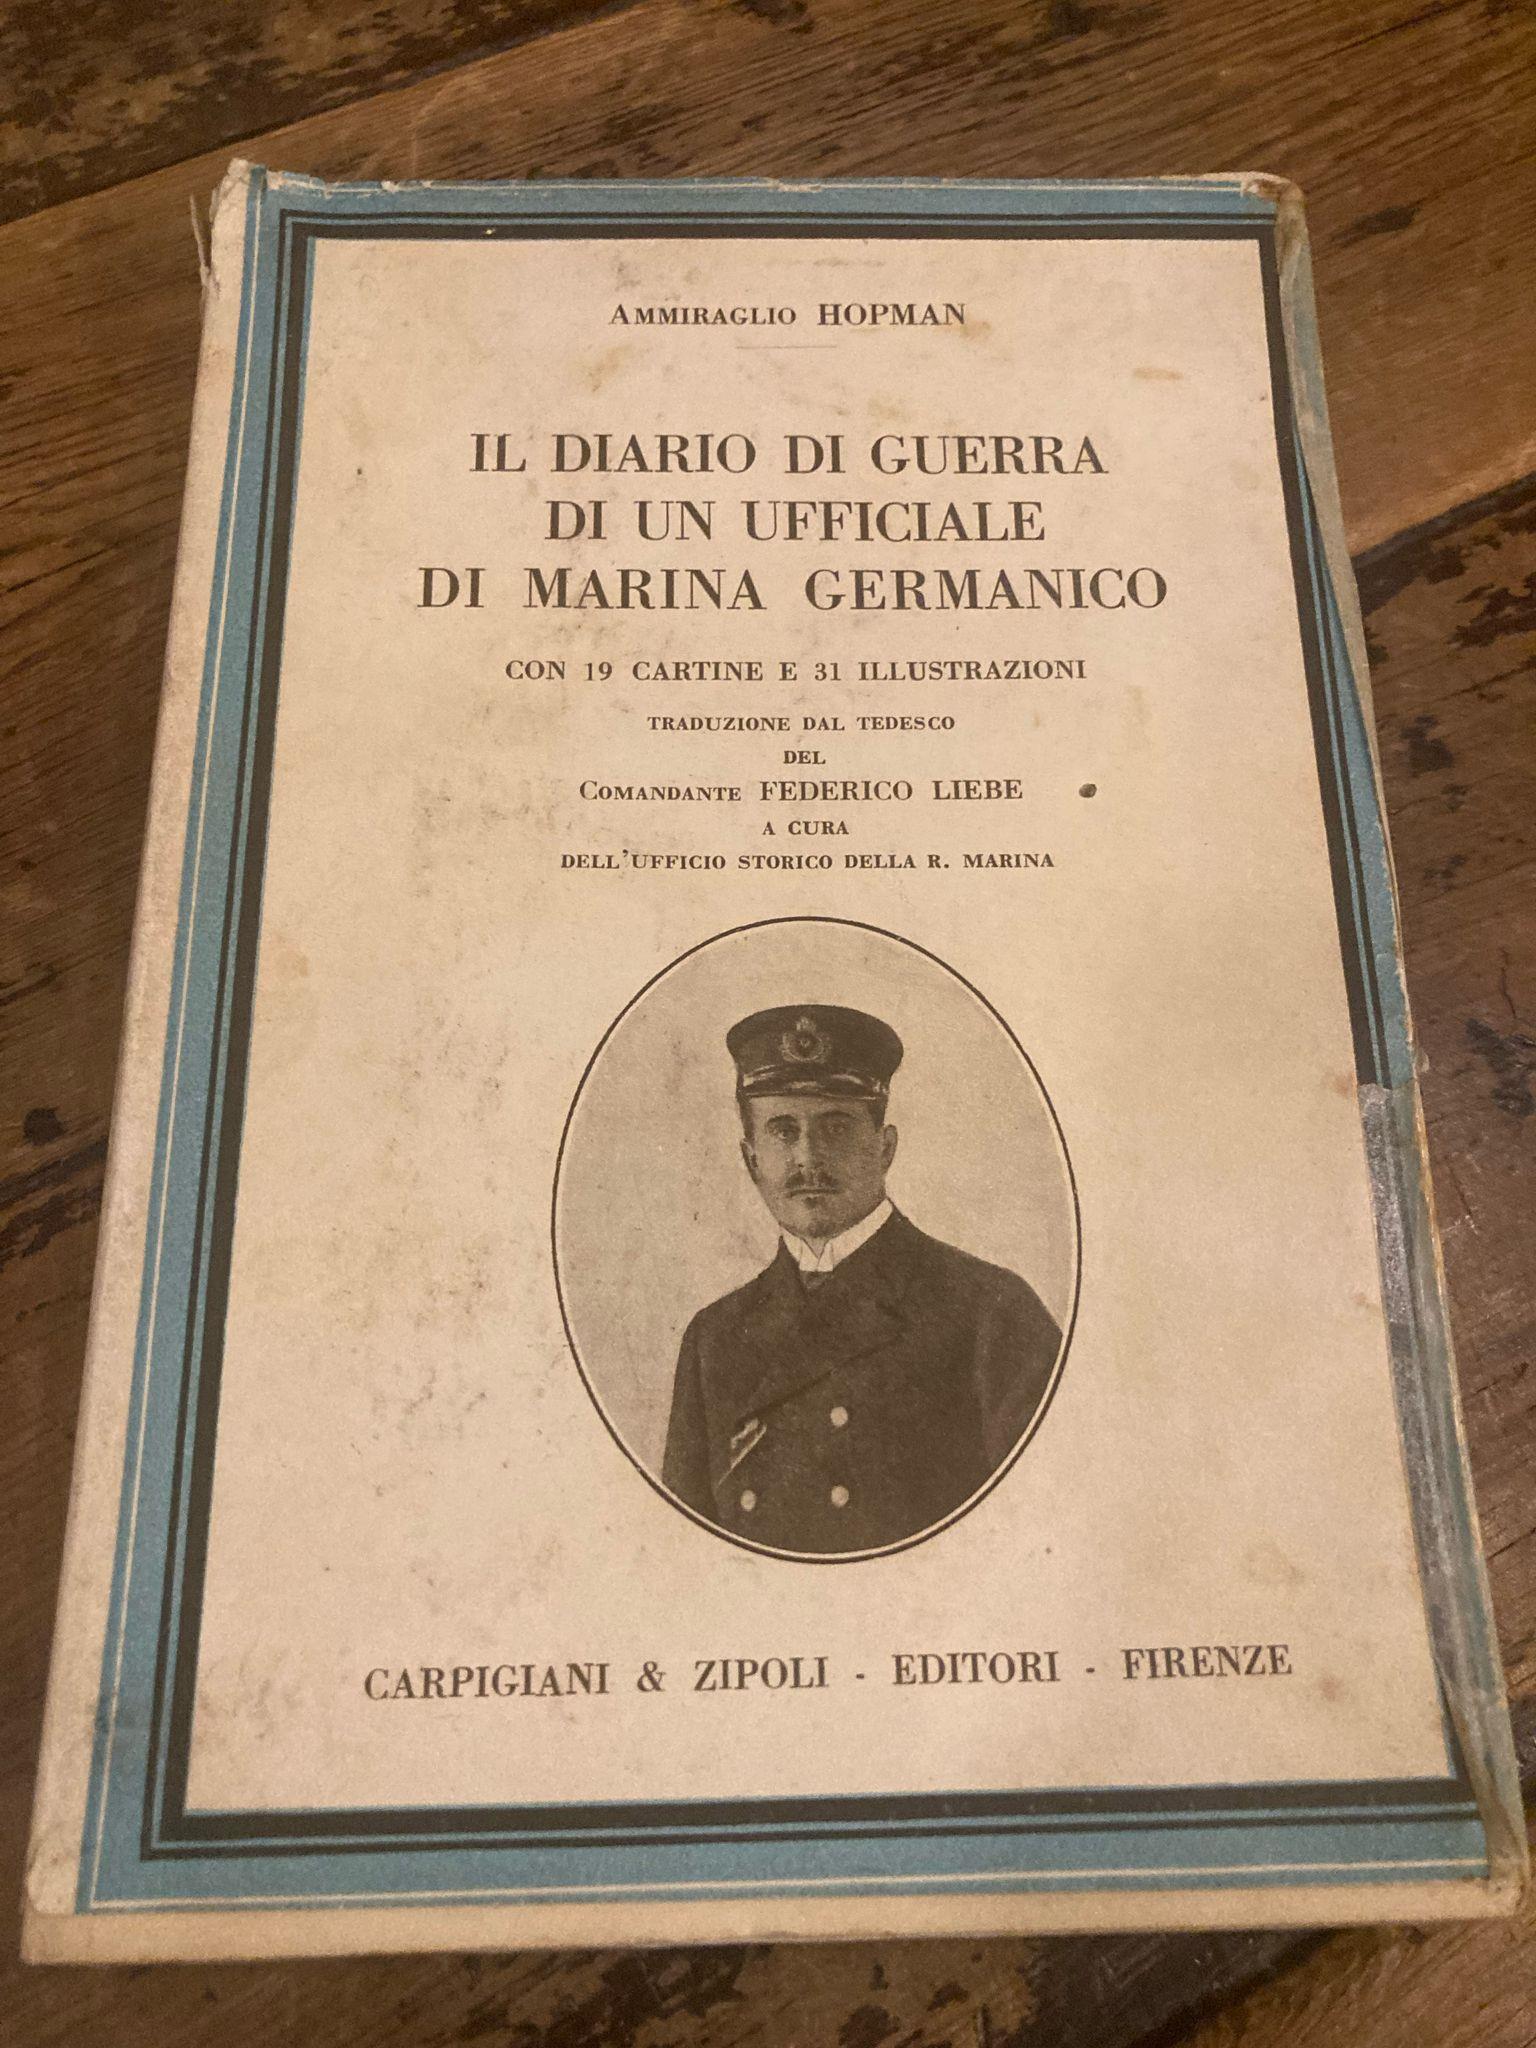 Ammiraglio HOPMAN
IL DIARIO DI GUERRA
DI UN UFFICIALE
DI MARINA GERMANICO
CON 19 CARTINE E 31 ILLUSTRAZIONI
TRADUZIONE DAL TEDESCO
DEL
Comandante FEDERICO LIEBE
A CURA
DELL'UFFICIO STORICO DELLA R. MARINA
CARPIGIANI & ZIPOLI - EDITORI - FIRENZE